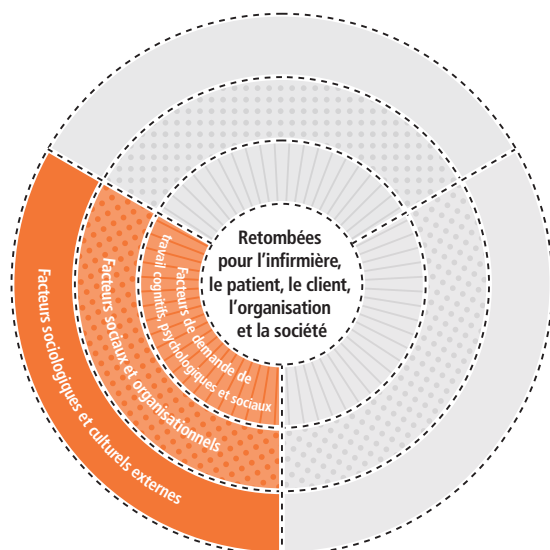 Retombées
pour l’infirmière,
le patient, le client,
l’organisation
et la société
Facteurs de demande de
travail cognitifs, psychologiques et sociaux
Facteurs sociaux et organisationnels
Facteurs sociologiques et culturels externes